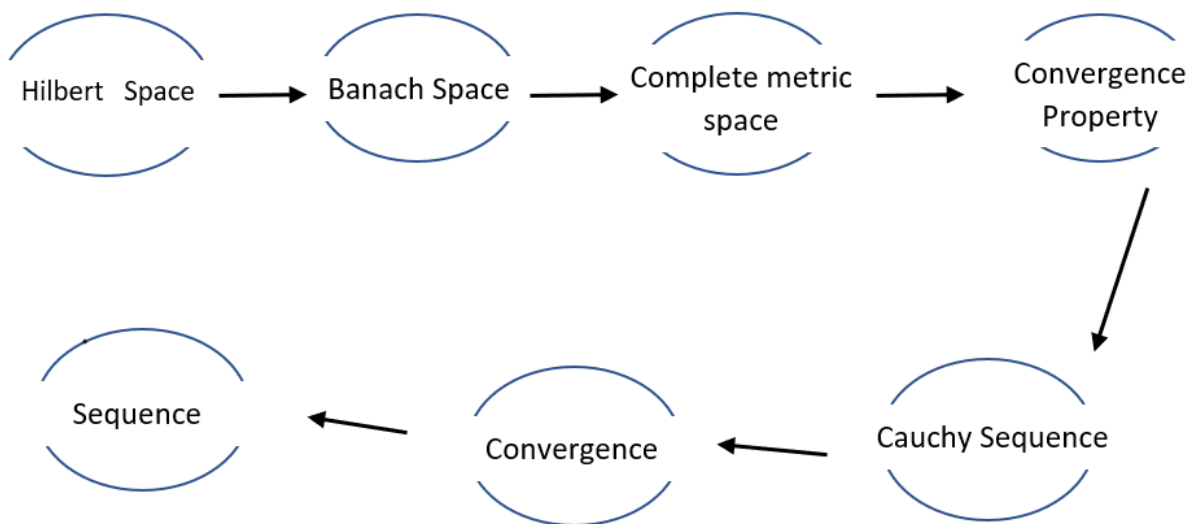 Hilbert Space
Banach Space
Complete metric
space
Convergence
Property
Cauchy Sequence
Convergence
Sequence